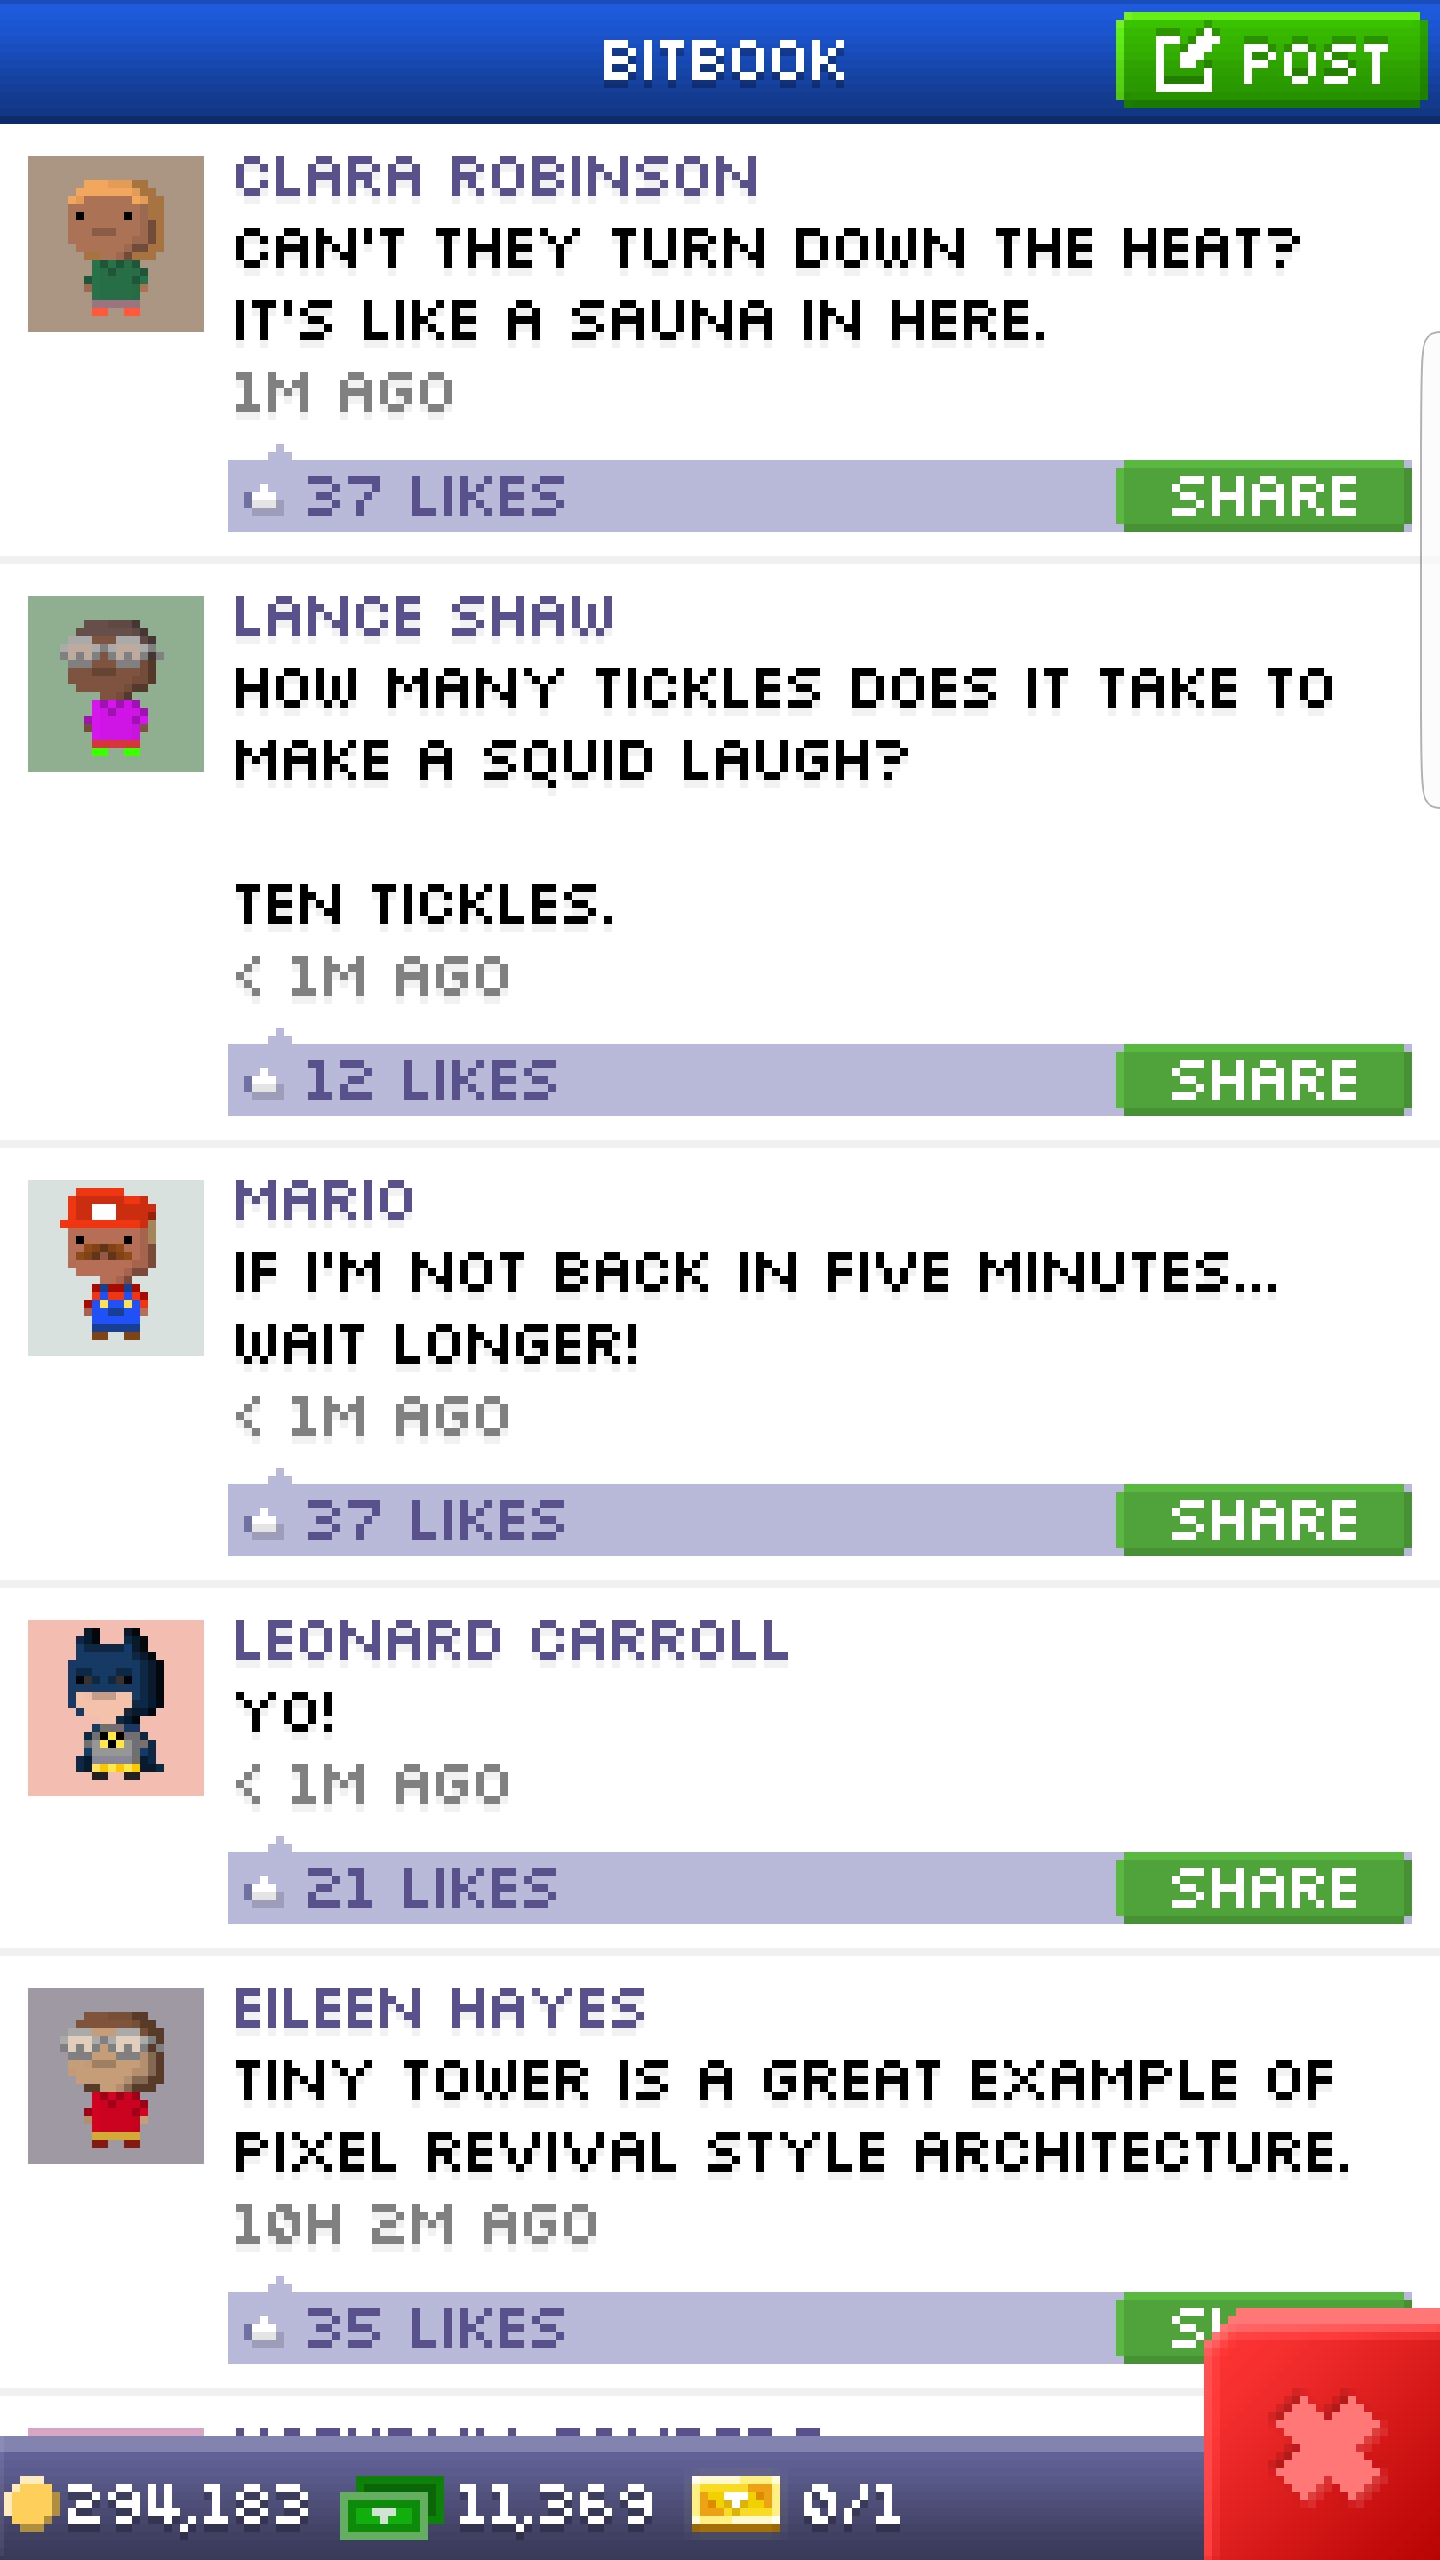 BITBOOK
POST
CLARA ROBINSON
CAN'T THEY TURN DOWN THE HEAT?
IT'S LIKE A SAUNA IN HERE.
1M AGO
37 LIKES
SHARE
LANCE SHAW
HOW MANY TICKLES DOES IT TAKE TO
MAKE A SQUID LAUGH?
TEN TICKLES.
< 1M AGO
12 LIKES
SHARE
MARIO
IF I'M NOT BACK IN FIVE MINUTES...
WAIT LONGER!
< 1M AGO
37 LIKES
SHARE
LEONARD CARROLL
YO!
< 1M AGO
21 LIKES
SHARE
EILEEN HAYES
TINY TOWER IS A GREAT EXAMPLE OF
PIXEL REVIVAL STYLE ARCHITECTURE.
10H 2M AGO
35 LIKES
294,183
11,369
0/1